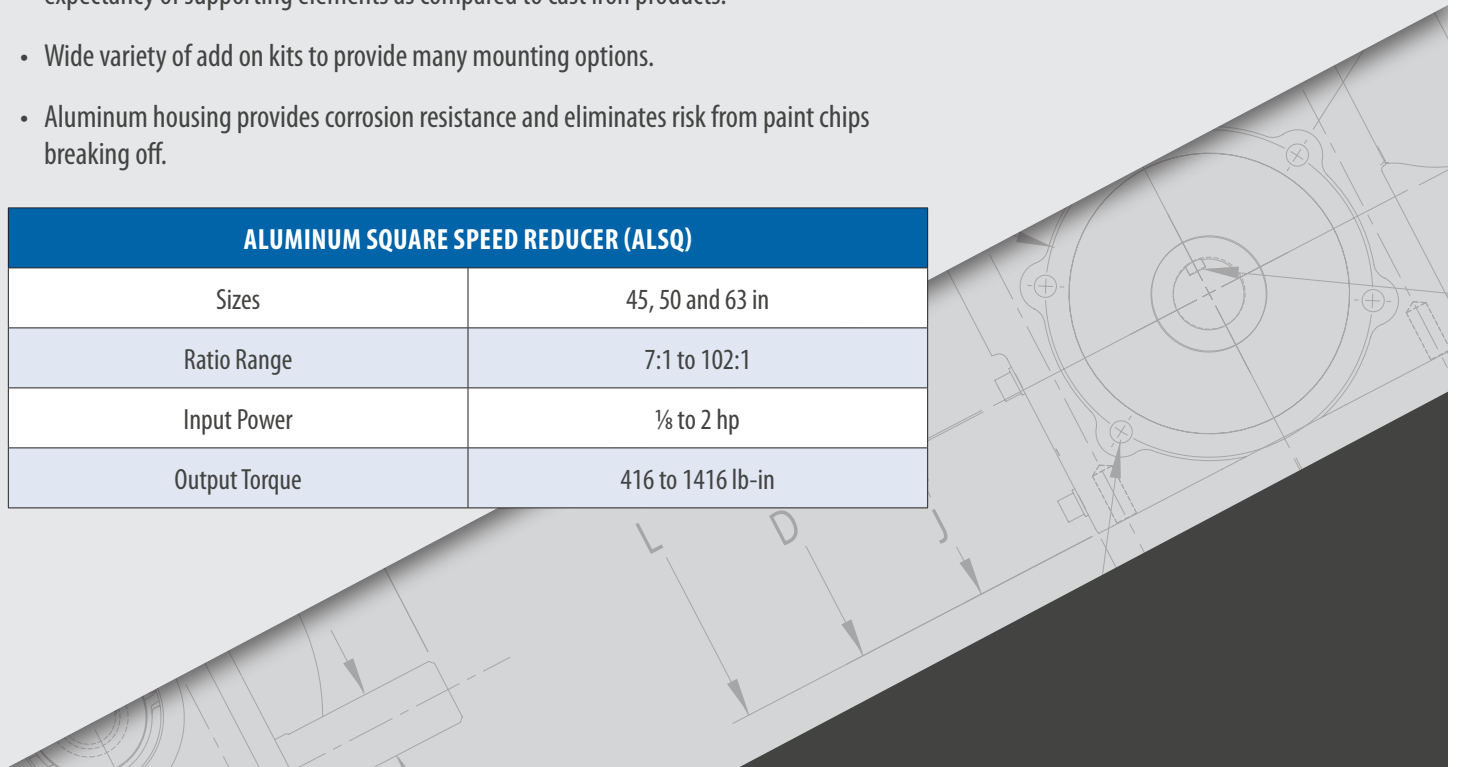 expectancy of supporting elements as compared to cast iron products.
• Wide variety of add on kits to provide many mounting options.
• Aluminum housing provides corrosion resistance and eliminates risk from paint chips
breaking off.
ALUMINUM SQUARE SPEED REDUCER (ALSQ)
Sizes 45, 50 and 63 in
Ratio Range 7:1 to 102:1
Input Power ⅛ to 2 hp
Output Torque 416 to 1416 lb-in
L D J